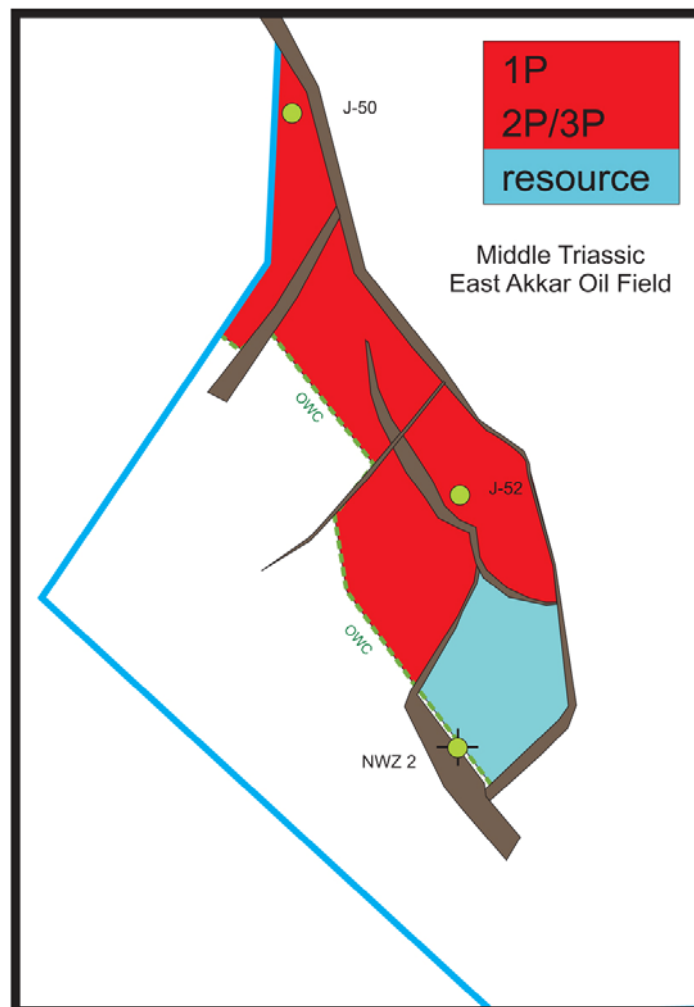 J-50
1P
2P/3P
resource
Middle Triassic
East Akkar Oil Field
OWC
J-52
OWC
NWZ 2